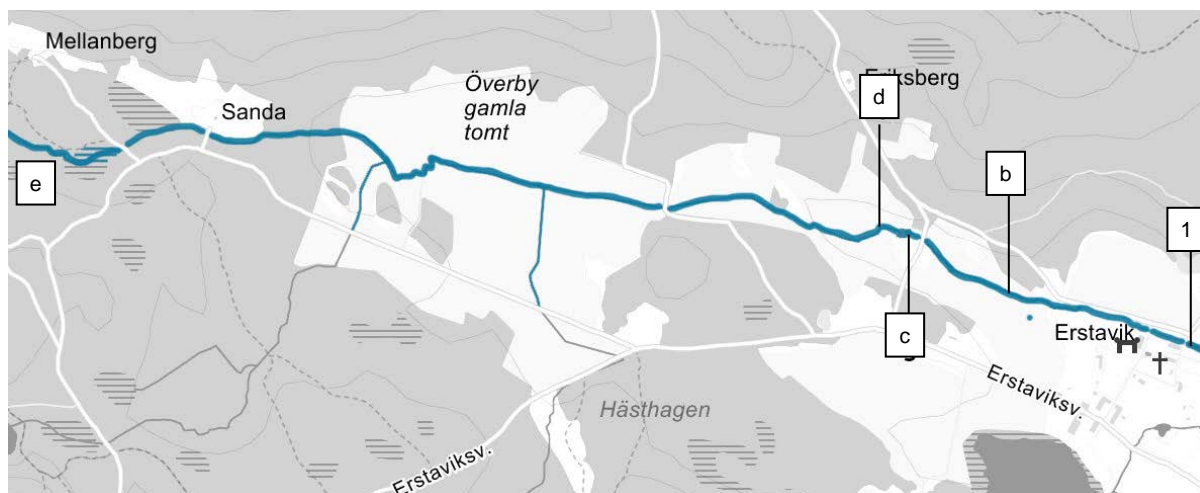 Mellanberg
Sanda
Överby
gamla
tomt
d
b
1
e
c
Erstavik
Erstaviksv.
Hästhagen
Erstaviksv.